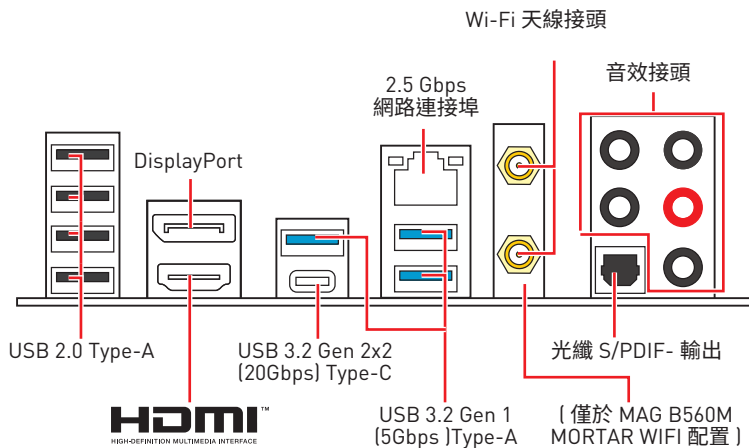 Wi-Fi 天線接頭
2.5 Gbps
網路連接埠
音效接頭
DisplayPort
USB 2.0 Type-A
USB 3.2 Gen 2x2
(20Gbps) Type-C
光纖 S/PDIF- 輸出
HDMI™
HIGH-DEFINITION MULTIMEDIA INTERFACE
USB 3.2 Gen 1
(5Gbps )Type-A
( 僅於 MAG B560M
MORTAR WIFI 配置 )